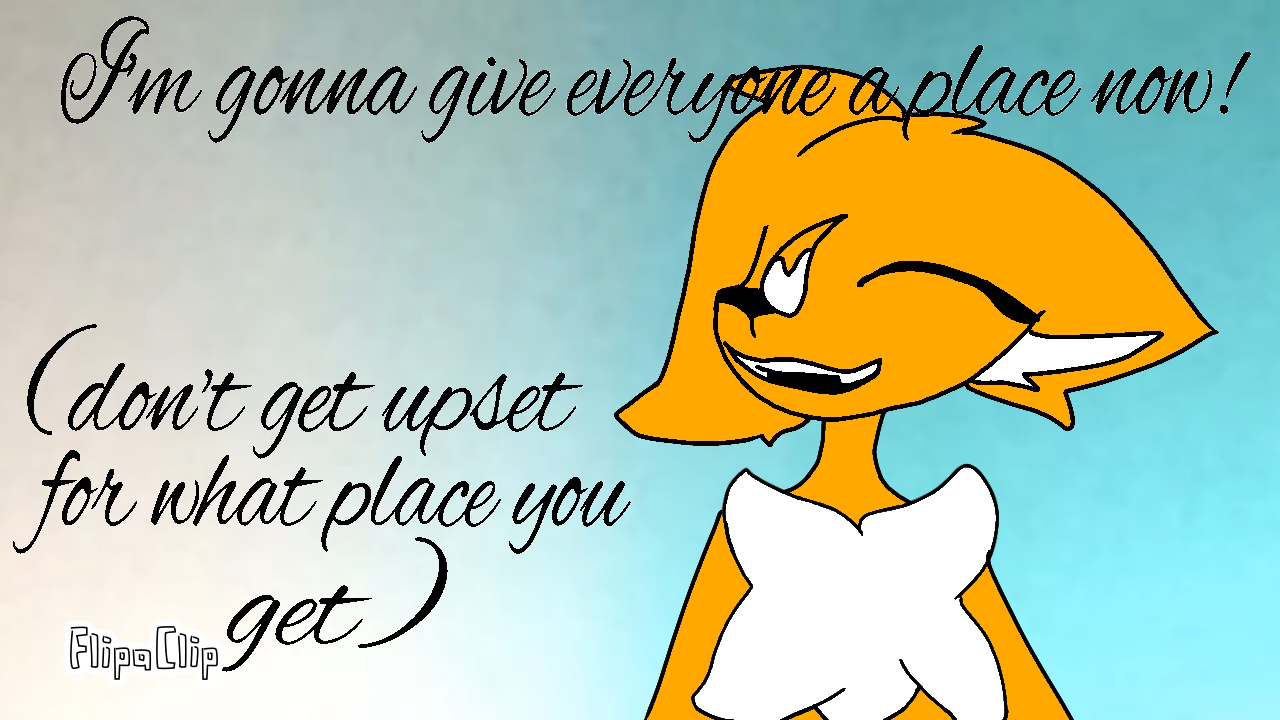 I'm gonna give everyone a place now!
(don't get upset
for what place you
get)
FlipaClip